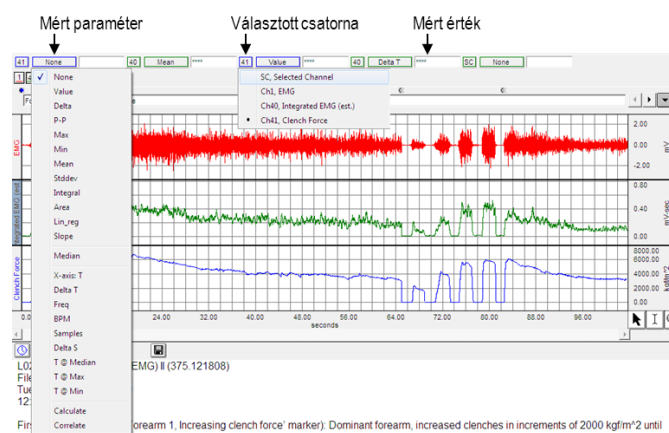 Mért paraméter Választott csatorna Mért érték
41 None 40 Mean **** 41 Value **** 40 Delta T **** SC None
✓ None
Value
Delta
P-P
Max
Min
Mean
Stddev
Integral
Area
Lin_reg
Slope
Median
X-axis: T
Delta T
Freq
BPM
Samples
Delta S
T @ Median
T @ Max
T @ Min
Calculate
Correlate
SC, Selected Channel
Ch1, EMG
Ch40, Integrated EMG (est.)
• Ch41, Clench Force
EMG
2.00
0.00
-2.00
mV
Integrated EMG (est
0.80
0.40
0.00
mV-sec
Clench Force
8000.00
6000.00
4000.00
2000.00
0.00
kgf/m^2
0.0 24.00 32.00 40.00 48.00 56.00 64.00 72.00 80.00 88.00 96.00
seconds
L02 EMG) II (375.121808)
File
Tue
12:
Firs orearm 1, Increasing clench force' marker): Dominant forearm, increased clenches in increments of 2000 kgf/m^2 until